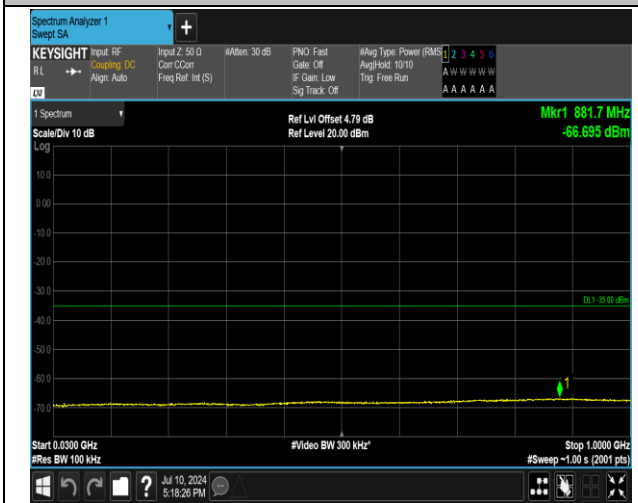 Spectrum Analyzer 1
Swept SA
+
KEYSIGHT
RL
LXI
Input: RF
Coupling: DC
Align: Auto
Input Z: 50 Ω
Corr CCorr
Freq Ref: Int (S)
#Atten: 30 dB
PNO: Fast
Gate: Off
IF Gain: Low
Sig Track: Off
#Avg Type: Power (RMS
Avg|Hold: 10/10
Trig: Free Run
1 2 3 4 5 6
A W W W W W
A A A A A A
1 Spectrum
Scale/Div 10 dB
Log
Ref Lvl Offset 4.79 dB
Ref Level 20.00 dBm
Mkr1 881.7 MHz
-66.695 dBm
10.0
0.00
-10.0
-20.0
-30.0
DL1 -35.00 dBm
-40.0
-50.0
-60.0
1
-70.0
Start 0.0300 GHz
#Res BW 100 kHz
#Video BW 300 kHz*
Stop 1.0000 GHz
#Sweep ~1.00 s (2001 pts)
?
Jul 10, 2024
5:18:26 PM